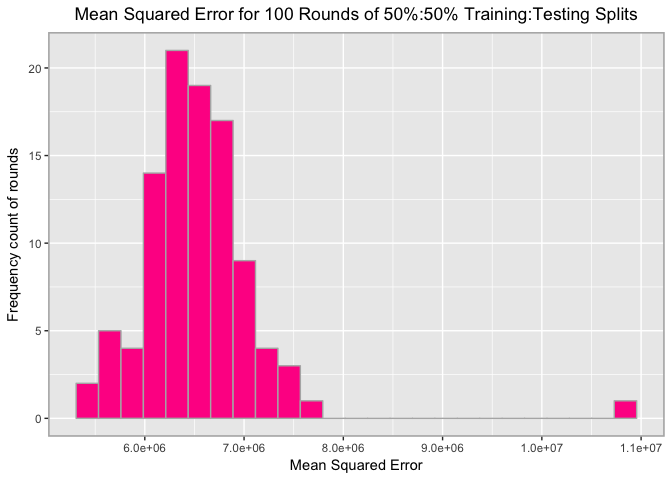 Mean Squared Error for 100 Rounds of 50%:50% Training:Testing Splits
Frequency count of rounds
20
15
10
5
0
6.0e+06 7.0e+06 8.0e+06 9.0e+06 1.0e+07 1.1e+07
Mean Squared Error